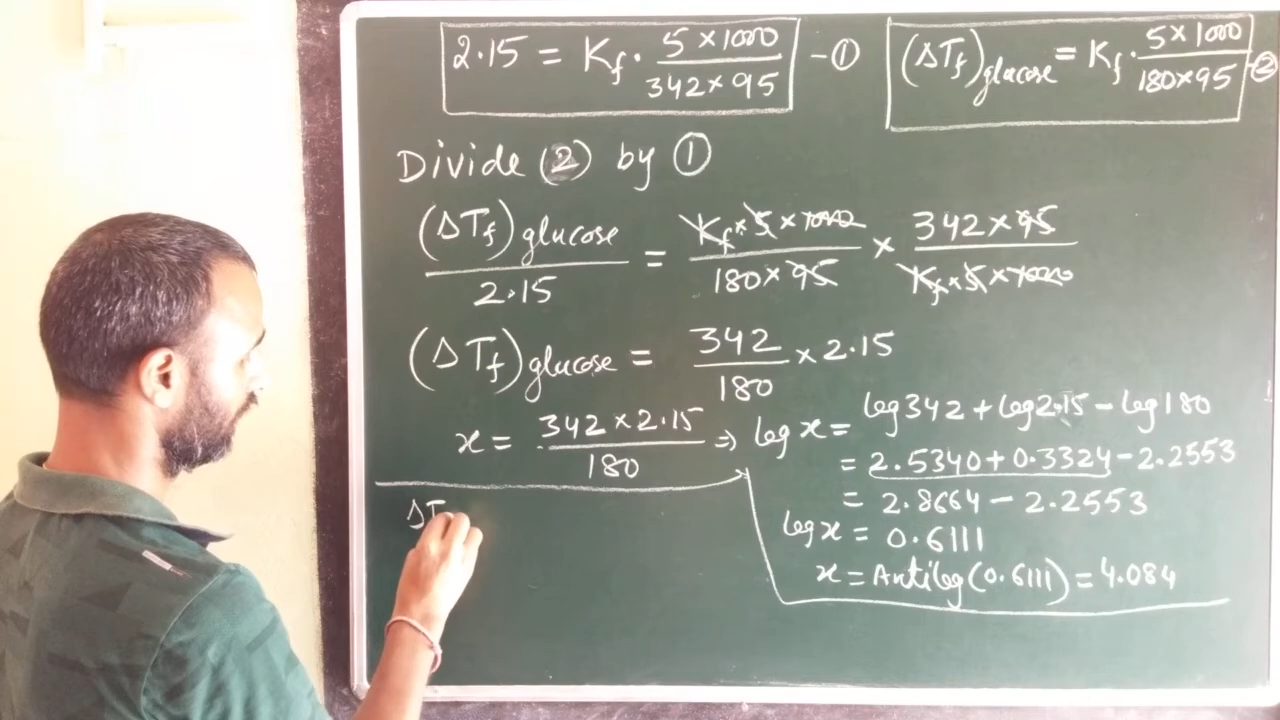 2.15 = Kf . 5 × 1000 / 342 × 95 – ①
(ΔTf)glucose = Kf . 5 × 1000 / 180 × 95 – ②
Divide (2) by ①
(ΔTf)glucose / 2.15 = Kf × 5 × 1000 / 180 × 95 × 342 × 95 / Kf × 5 × 1000
(ΔTf)glucose = 342 / 180 × 2.15
x = 342 × 2.15 / 180 ⇒ log x = log 342 + log 2.15 – log 180
= 2.5340 + 0.3324 – 2.2553
= 2.8664 – 2.2553
log x = 0.6111
x = Antilog (0.6111) = 4.084
ΔT